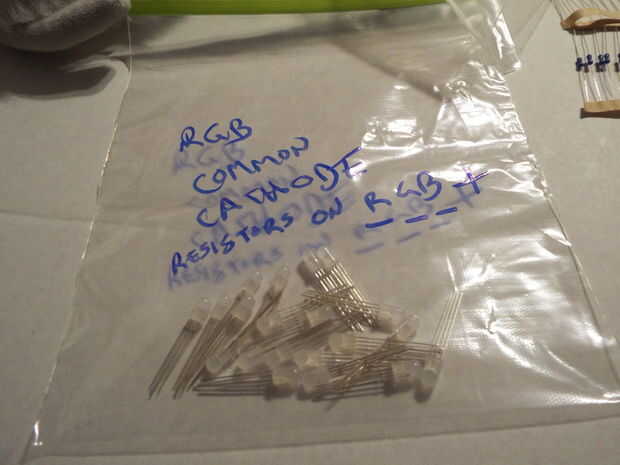 RGB
COMMON
CATHODE
RESISTORS ON RGB +